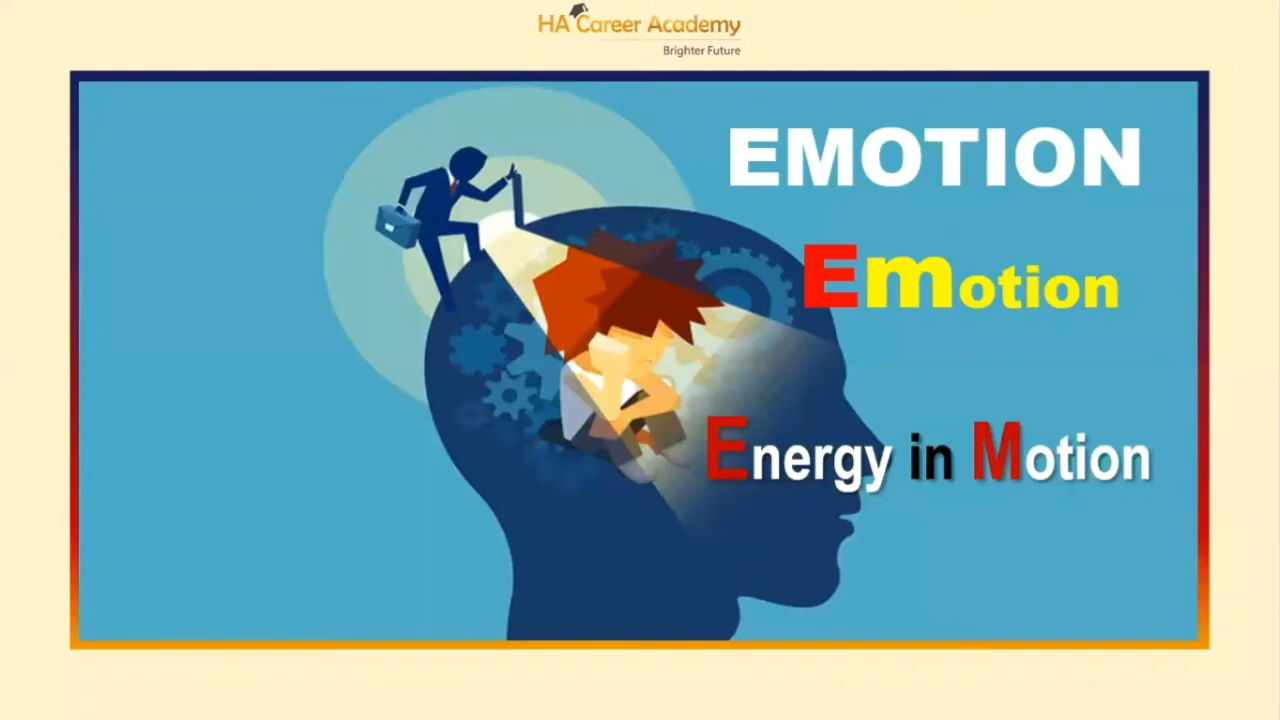 HA Career Academy
Brighter Future
EMOTION
Emotion
Energy in Motion